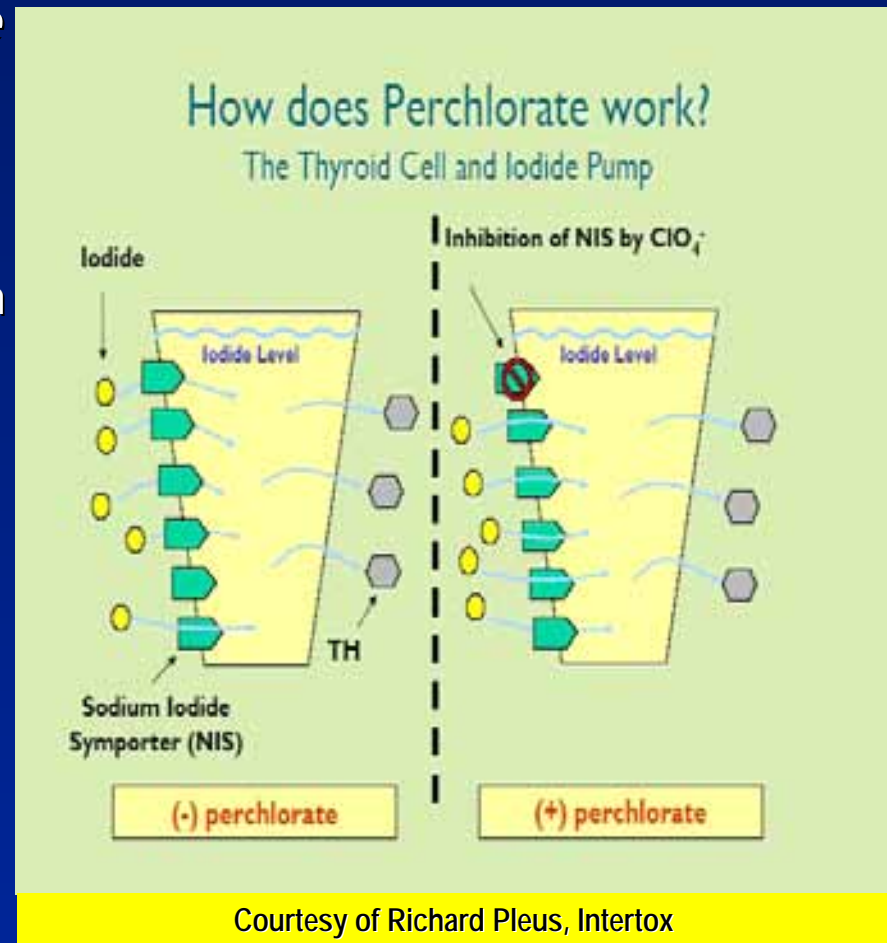 How does Perchlorate work?
The Thyroid Cell and Iodide Pump
Iodide
Iodide Level
TH
Sodium Iodide
Symporter (NIS)
(-) perchlorate
Inhibition of NIS by ClO₄⁻
Iodide Level
(+) perchlorate
Courtesy of Richard Pleus, Intertox